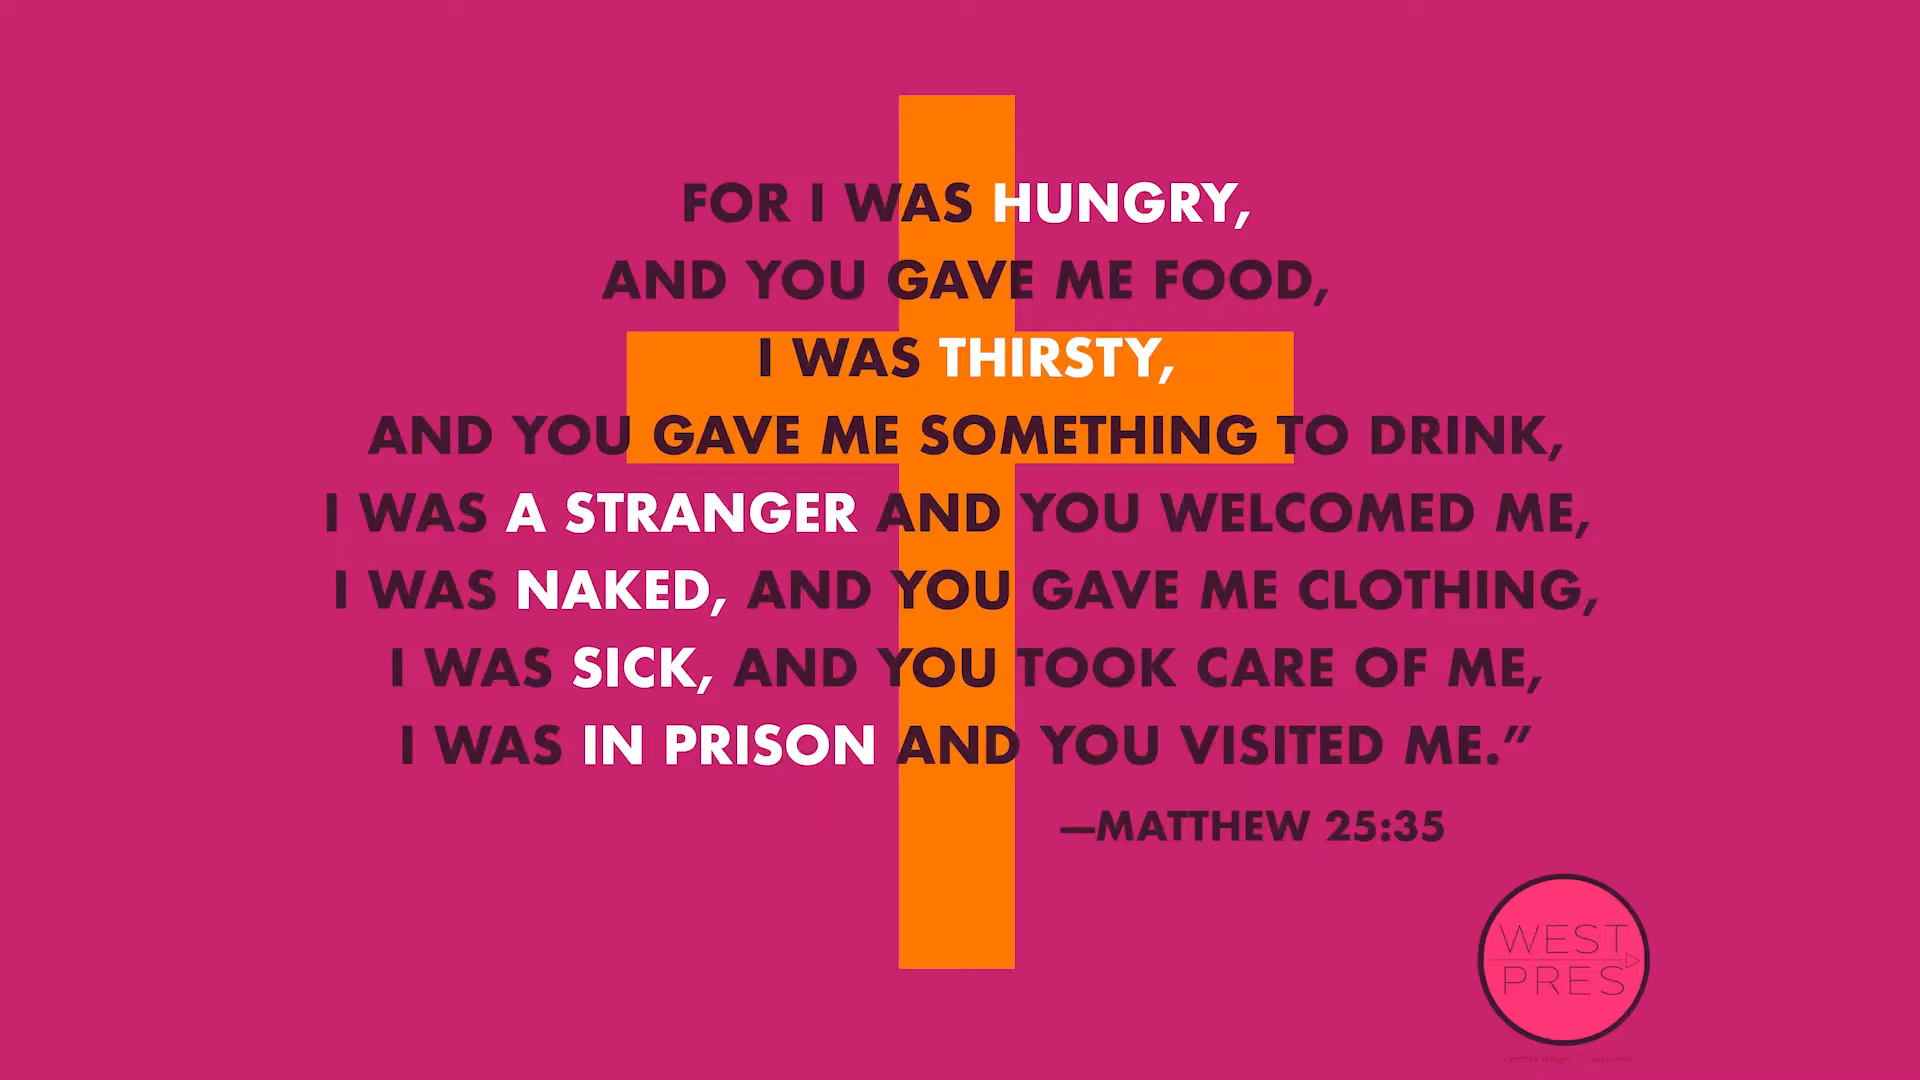 FOR I WAS HUNGRY,
AND YOU GAVE ME FOOD,
I WAS THIRSTY,
AND YOU GAVE ME SOMETHING TO DRINK,
I WAS A STRANGER AND YOU WELCOMED ME,
I WAS NAKED, AND YOU GAVE ME CLOTHING,
I WAS SICK, AND YOU TOOK CARE OF ME,
I WAS IN PRISON AND YOU VISITED ME.”
—MATTHEW 25:35
WEST
PRES